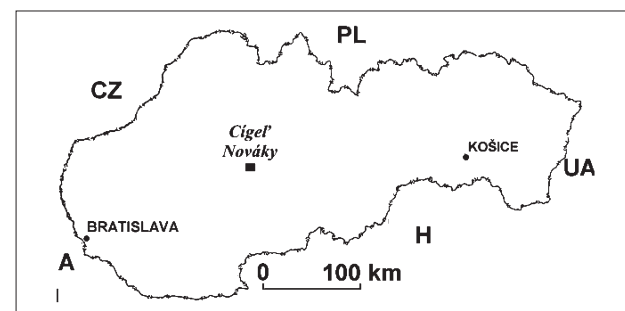 PL
CZ
Cígeľ
Nováky
KOŠICE
UA
BRATISLAVA
H
A
0 100 km